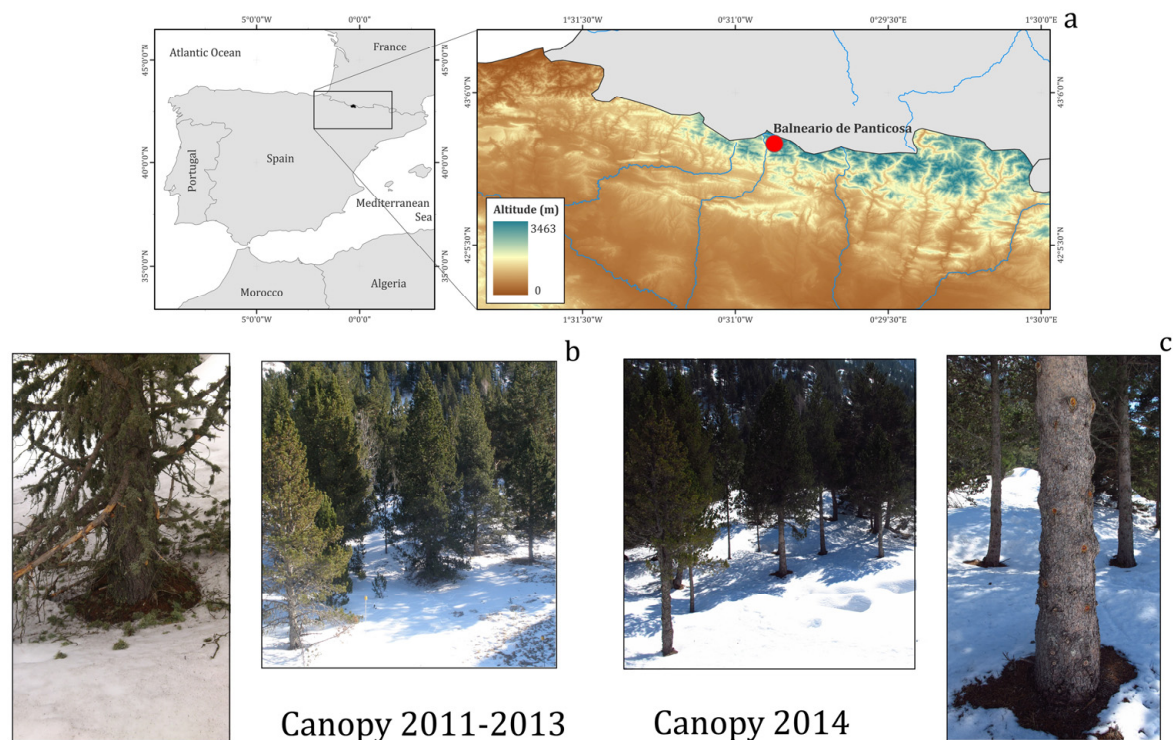 a
Atlantic Ocean
France
Portugal
Spain
Mediterranean
Sea
Morocco
Algeria
5°0'0"W
0°0'0"
5°0'0"W
0°0'0"
45°0'0"N
40°0'0"N
35°0'0"N
45°0'0"N
40°0'0"N
35°0'0"N
1°31'30"W
0°31'0"W
0°29'30"E
1°30'0"E
43°6'0"N
42°5'30"N
43°6'0"N
42°5'30"N
Balneario de Panticosa
Altitude (m)
3463
0
1°31'30"W
0°31'0"W
0°29'30"E
1°30'0"E
b
c
Canopy 2011-2013
Canopy 2014